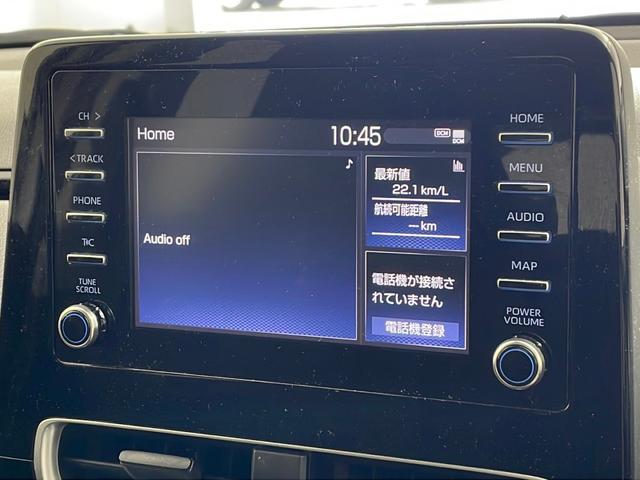 CH >
< TRACK
PHONE
T\C
TUNE
SCROLL
Home
10:45
DCM
DCM
Audio off
最新値
22.1 km/L
航続可能距離
--- km
電話機が接続さ
れていません
電話機登録
HOME
MENU
AUDIO
MAP
POWER
VOLUME